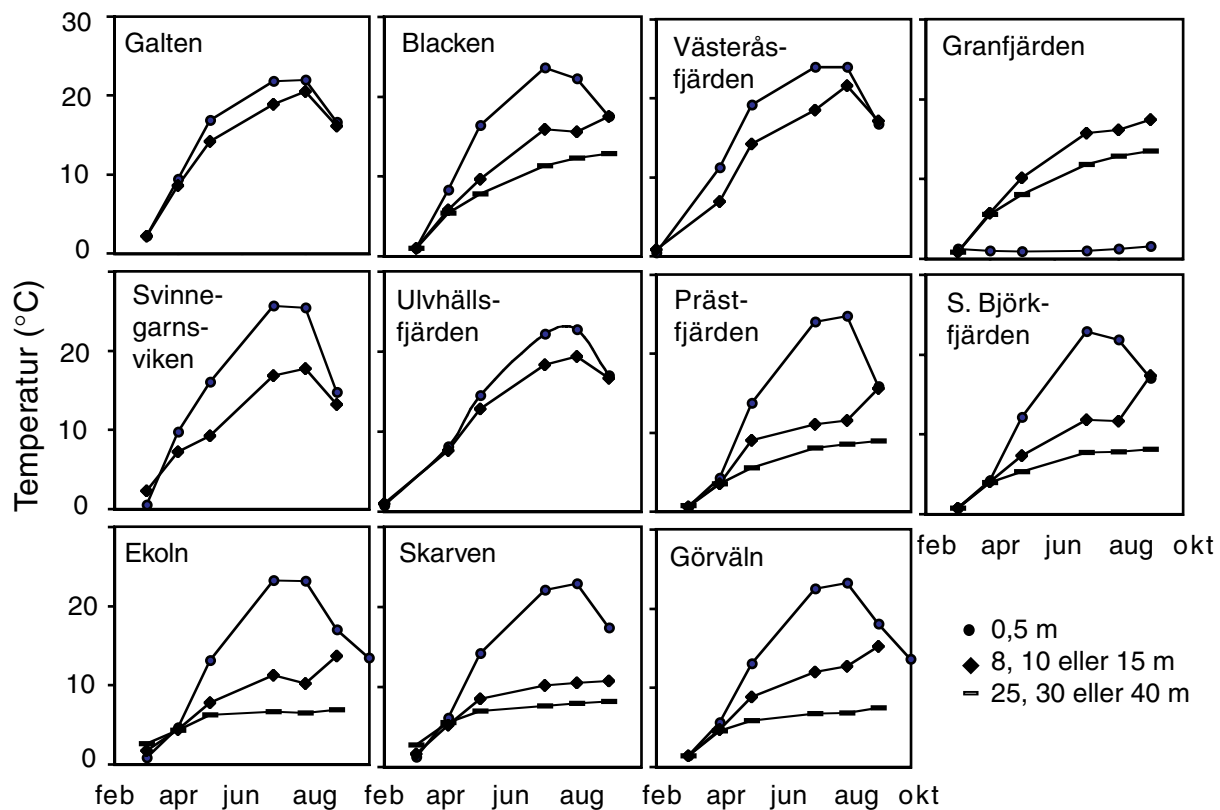 30
20
10
0
Galten
Blacken
Västerås-
fjärden
Granfjärden
Temperatur (°C)
20
10
0
Svinne-
garns-
viken
Ulvhälls-
fjärden
Präst-
fjärden
S. Björk-
fjärden
feb apr jun aug okt
20
10
0
Ekoln
Skarven
Görväln
0,5 m
8, 10 eller 15 m
25, 30 eller 40 m
feb apr jun aug feb apr jun aug feb apr jun aug okt